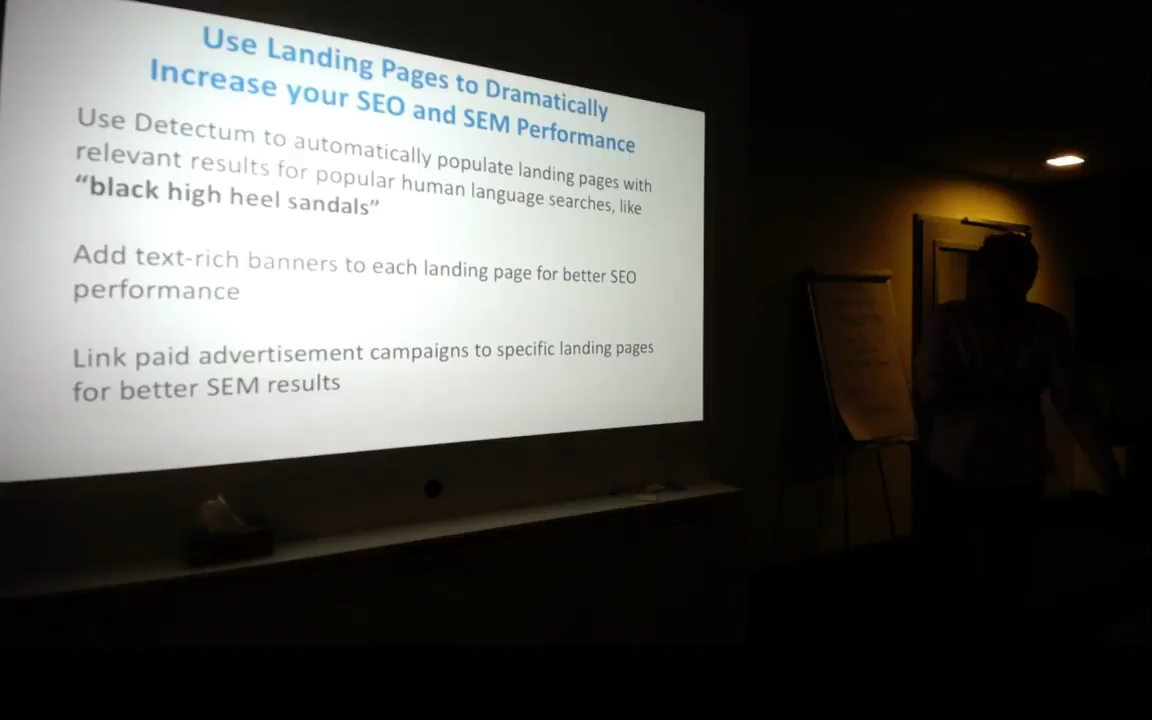 Use Landing Pages to Dramatically
Increase your SEO and SEM Performance
Use Detectum to automatically populate landing pages with
relevant results for popular human language searches, like
“black high heel sandals”
Add text-rich banners to each landing page for better SEO
performance
Link paid advertisement campaigns to specific landing pages
for better SEM results